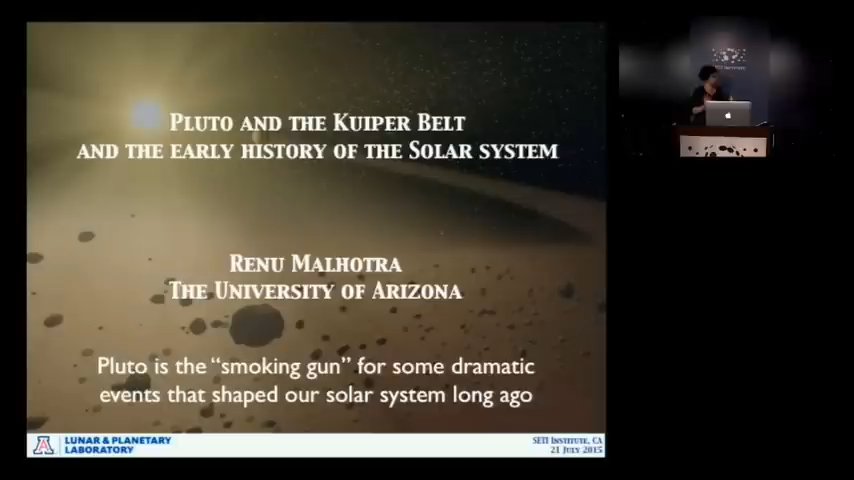 PLUTO AND THE KUIPER BELT
AND THE EARLY HISTORY OF THE SOLAR SYSTEM
RENU MALHOTRA
THE UNIVERSITY OF ARIZONA
Pluto is the “smoking gun” for some dramatic
events that shaped our solar system long ago
LUNAR & PLANETARY
LABORATORY
SETI INSTITUTE, CA
21 JULY 2015